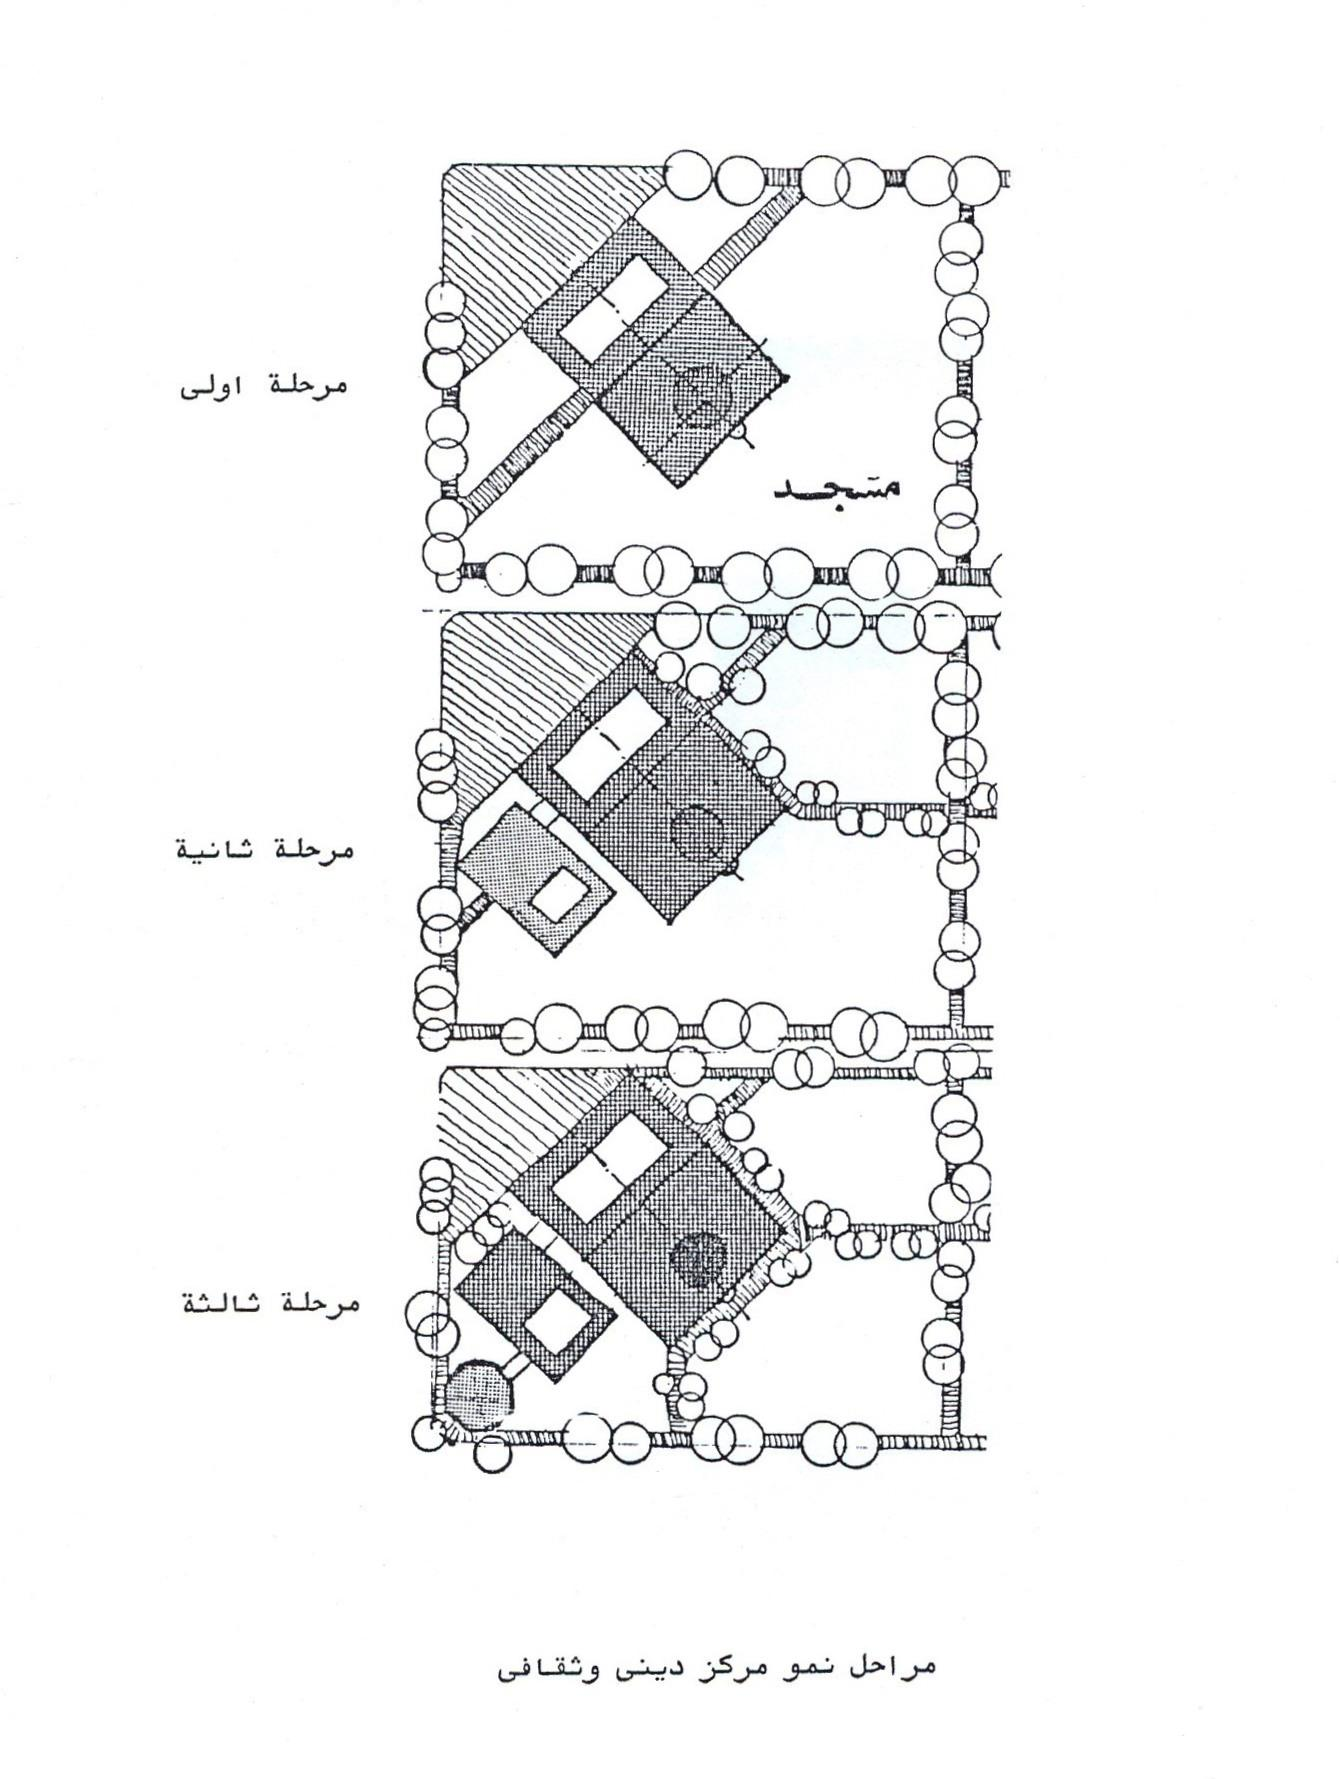 مرحلة اولى
مسجد
مرحلة ثانية
مرحلة ثالثة
مراحل نمو مركز دينى وثقافى